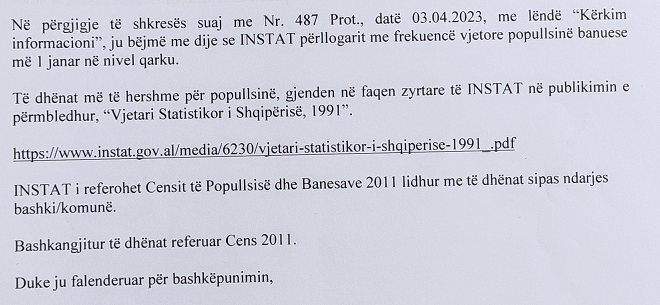 Në përgjigje të shkresës suaj me Nr. 487 Prot., datë 03.04.2023, me lëndë “Kërkim
informacioni”, ju bëjmë me dije se INSTAT përllogarit me frekuencë vjetore popullsinë banuese
më 1 janar në nivel qarku.
Të dhënat më të hershme për popullsinë, gjenden në faqen zyrtare të INSTAT në publikimin e
përmbledhur, “Vjetari Statistikor i Shqipërisë, 1991”.
https://www.instat.gov.al/media/6230/vjetari-statistikor-i-shqiperise-1991_.pdf
INSTAT i referohet Censit të Popullsisë dhe Banesave 2011 lidhur me të dhënat sipas ndarjes
bashki/komunë.
Bashkangjitur të dhënat referuar Cens 2011.
Duke ju falenderuar për bashkëpunimin,